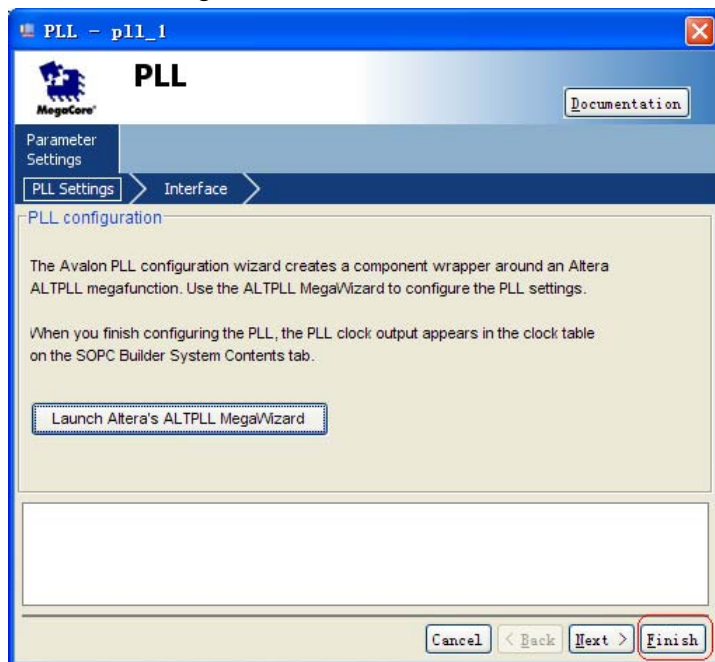 PLL - pll_1
PLL
MegaCore®
Documentation
Parameter
Settings
PLL Settings
Interface
PLL configuration
The Avalon PLL configuration wizard creates a component wrapper around an Altera
ALTPLL megafunction. Use the ALTPLL MegaWizard to configure the PLL settings.
When you finish configuring the PLL, the PLL clock output appears in the clock table
on the SOPC Builder System Contents tab.
Launch Altera's ALTPLL MegaWizard
Cancel
< Back
Next >
Finish